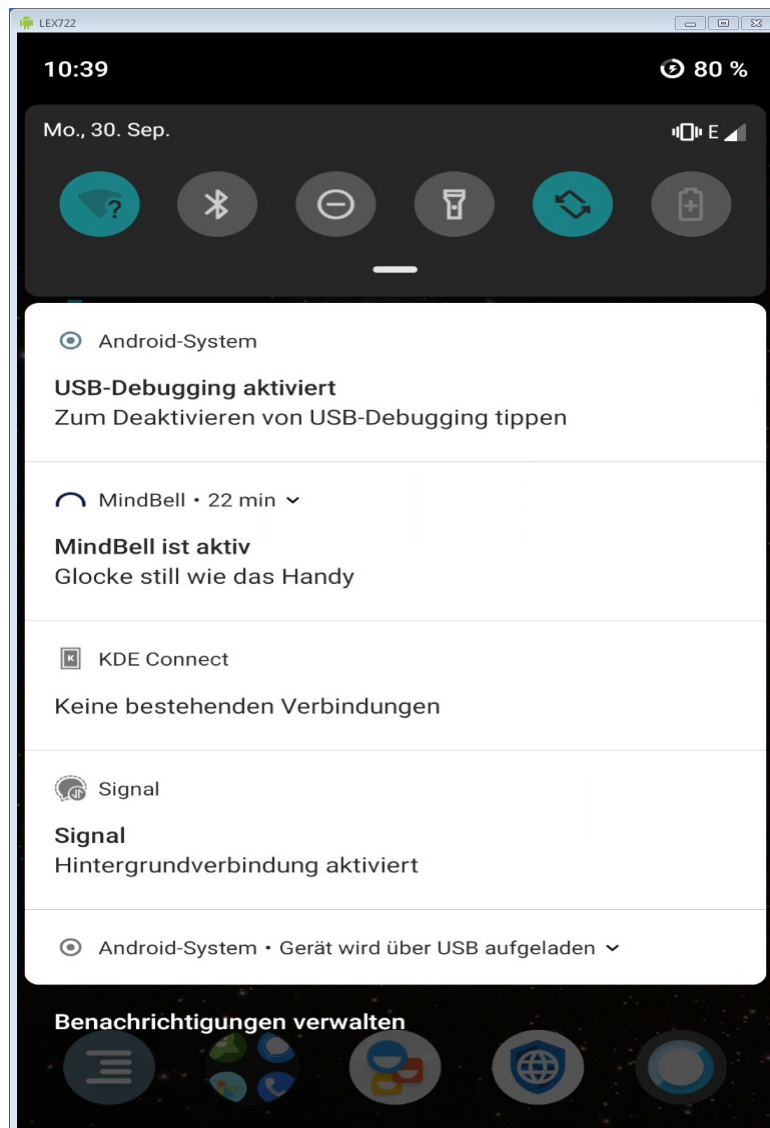 LEX722
10:39 80 %
Mo., 30. Sep. E
?
Android-System
USB-Debugging aktiviert
Zum Deaktivieren von USB-Debugging tippen
MindBell • 22 min
MindBell ist aktiv
Glocke still wie das Handy
K KDE Connect
Keine bestehenden Verbindungen
Signal
Signal
Hintergrundverbindung aktiviert
Android-System • Gerät wird über USB aufgeladen
Benachrichtigungen verwalten